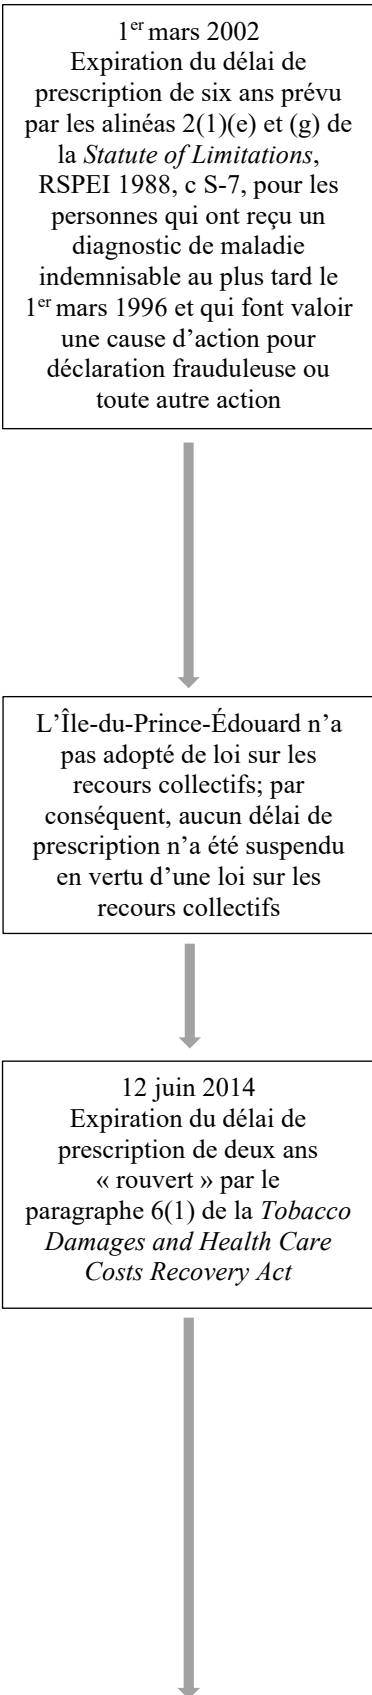 1er mars 2002
Expiration du délai de
prescription de six ans prévu
par les alinéas 2(1)(e) et (g) de
la Statute of Limitations,
RSPEI 1988, c S-7, pour les
personnes qui ont reçu un
diagnostic de maladie
indemnisable au plus tard le
1er mars 1996 et qui font valoir
une cause d’action pour
déclaration frauduleuse ou
toute autre action
L’Île-du-Prince-Édouard n’a
pas adopté de loi sur les
recours collectifs; par
conséquent, aucun délai de
prescription n’a été suspendu
en vertu d’une loi sur les
recours collectifs
12 juin 2014
Expiration du délai de
prescription de deux ans
« rouvert » par le
paragraphe 6(1) de la Tobacco
Damages and Health Care
Costs Recovery Act